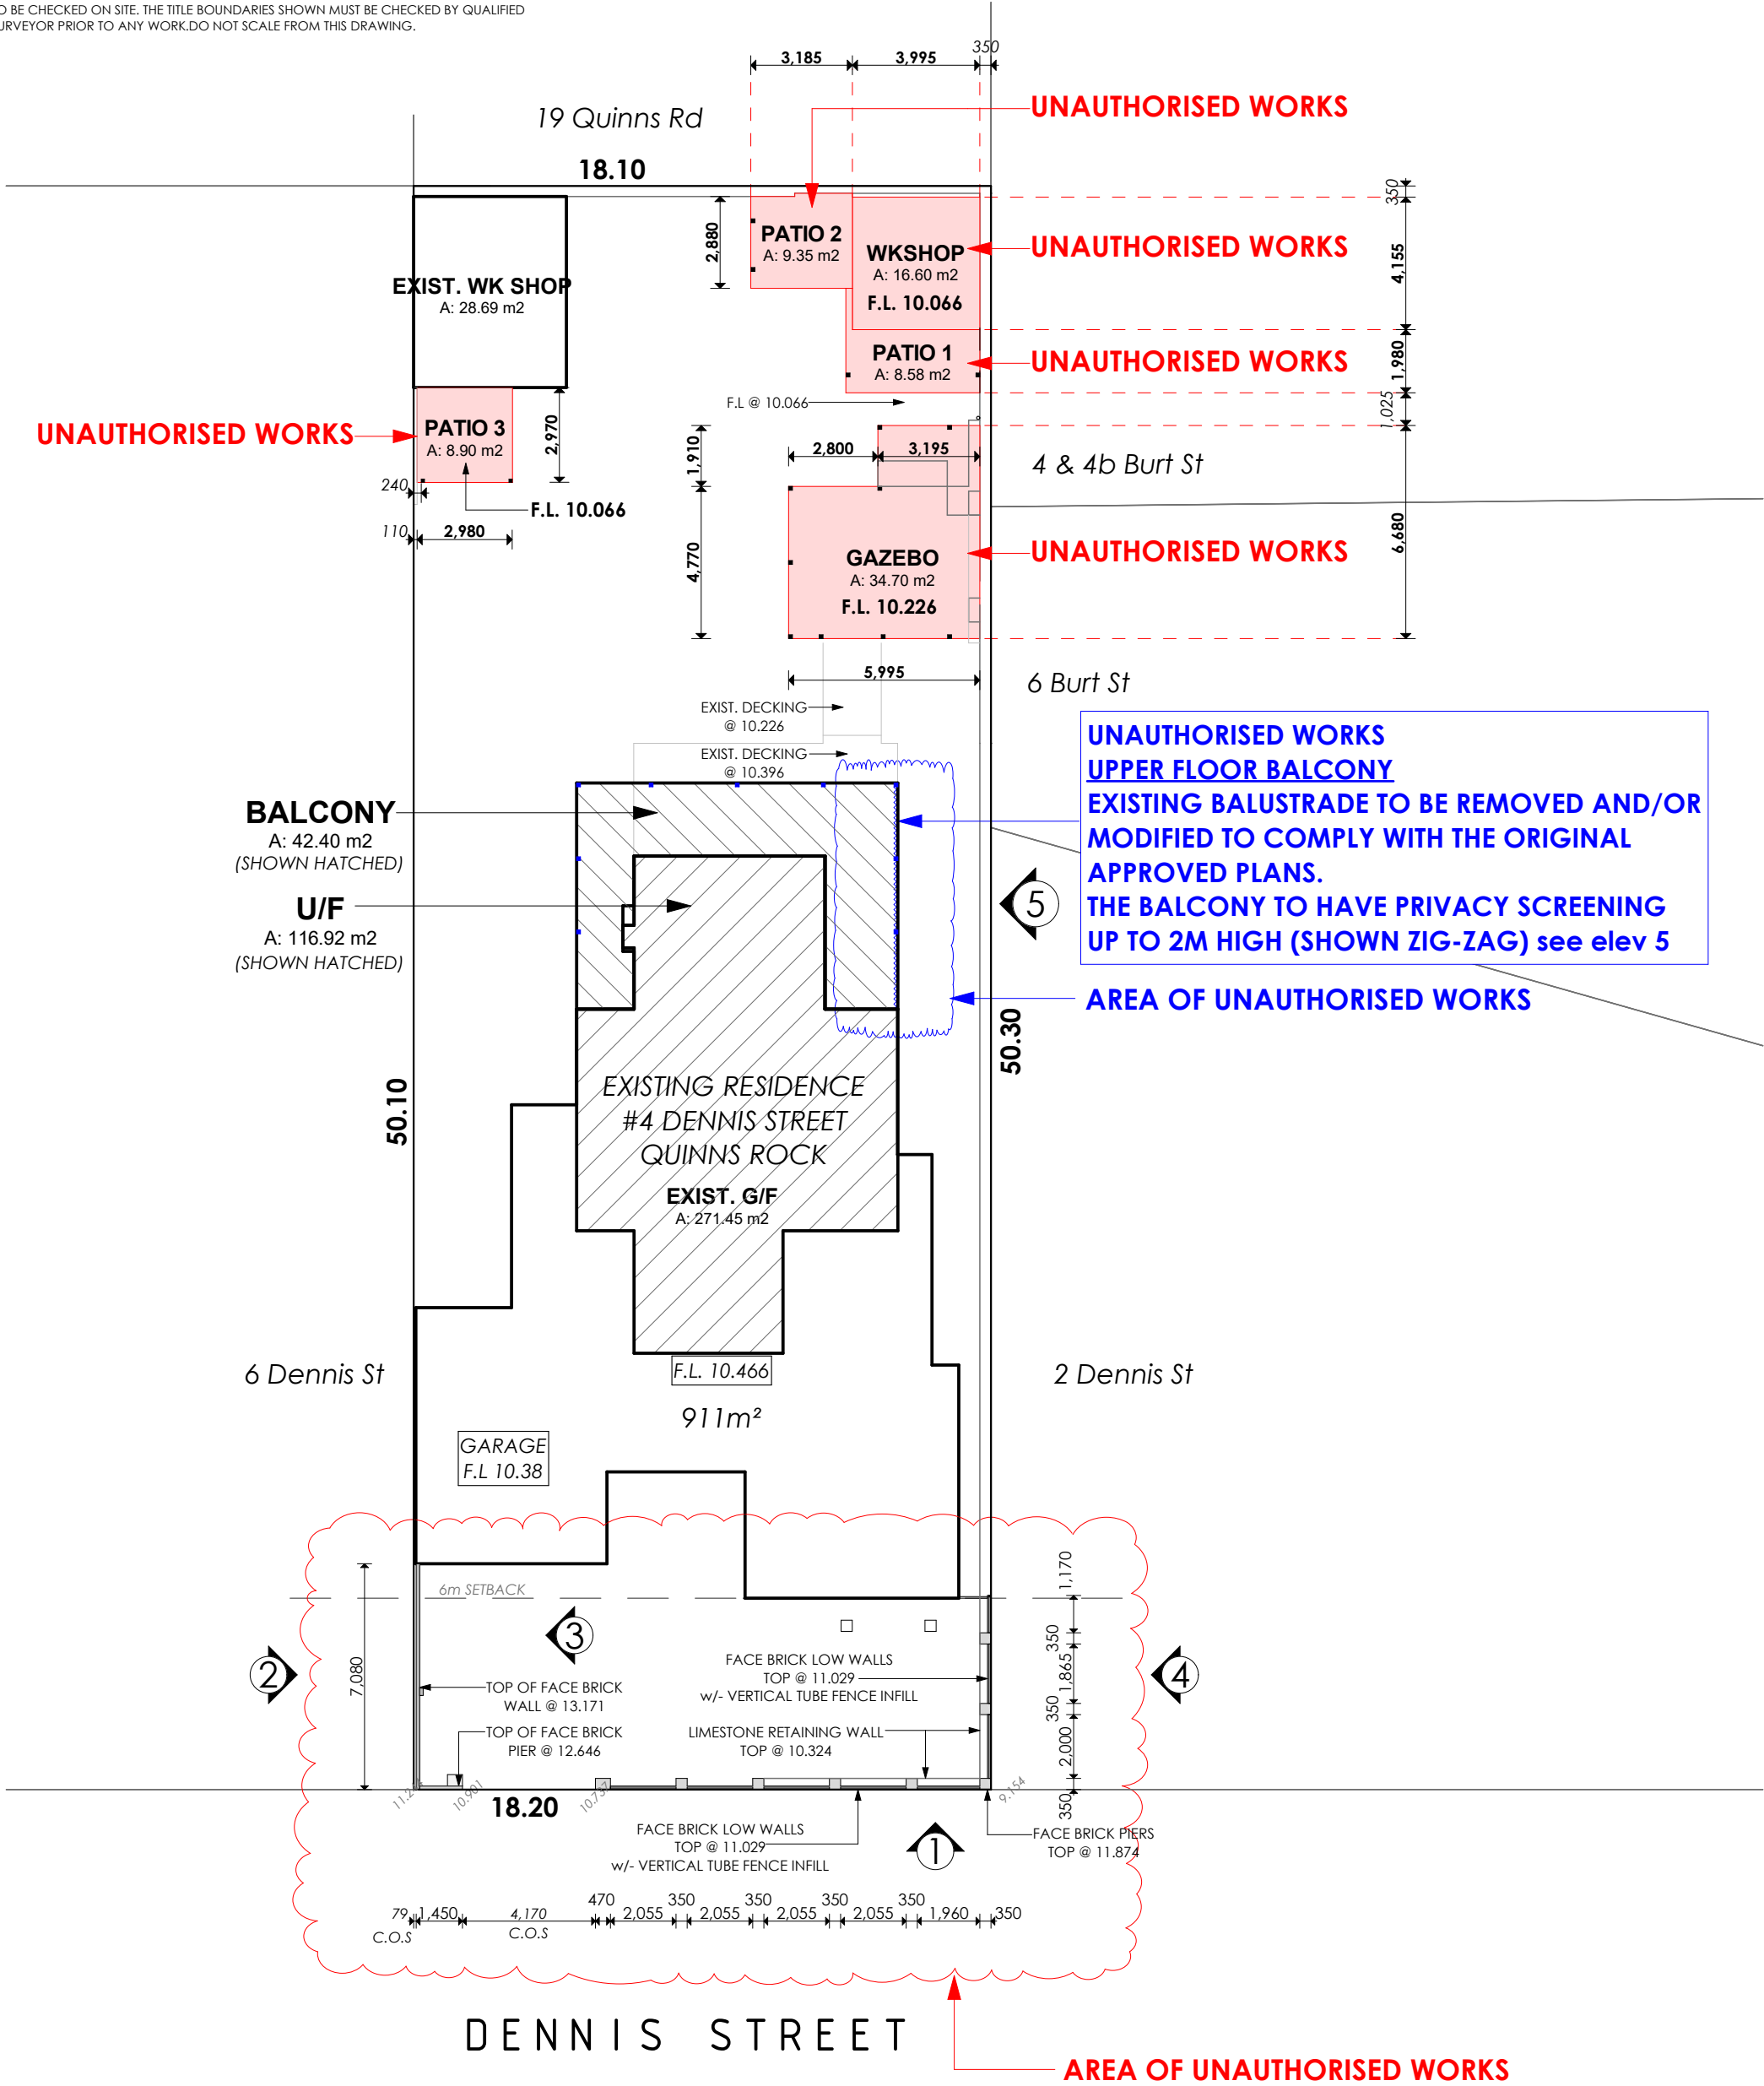 O BE CHECKED ON SITE. THE TITLE BOUNDARIES SHOWN MUST BE CHECKED BY QUALIFIED
URVEYOR PRIOR TO ANY WORK.DO NOT SCALE FROM THIS DRAWING.
350
3,185
3,995
UNAUTHORISED WORKS
19 Quinns Rd
18.10
350
PATIO 2
A: 9.35 m2
2,880
WKSHOP
A: 16.60 m2
F.L. 10.066
UNAUTHORISED WORKS
4,155
EXIST. WK SHOP
A: 28.69 m2
PATIO 1
A: 8.58 m2
UNAUTHORISED WORKS
1,980
F.L @ 10.066
1,025
UNAUTHORISED WORKS
PATIO 3
A: 8.90 m2
2,970
1,910
2,800
3,195
4 & 4b Burt St
240
F.L. 10.066
110
2,980
4,770
GAZEBO
A: 34.70 m2
F.L. 10.226
UNAUTHORISED WORKS
6,680
5,995
6 Burt St
EXIST. DECKING
@ 10.226
EXIST. DECKING
@ 10.396
UNAUTHORISED WORKS
UPPER FLOOR BALCONY
EXISTING BALUSTRADE TO BE REMOVED AND/OR
MODIFIED TO COMPLY WITH THE ORIGINAL
APPROVED PLANS.
THE BALCONY TO HAVE PRIVACY SCREENING
UP TO 2M HIGH (SHOWN ZIG-ZAG) see elev 5
BALCONY
A: 42.40 m2
(SHOWN HATCHED)
U/F
A: 116.92 m2
(SHOWN HATCHED)
5
AREA OF UNAUTHORISED WORKS
50.30
50.10
EXISTING RESIDENCE
#4 DENNIS STREET
QUINNS ROCK
EXIST. G/F
A: 271.45 m2
6 Dennis St
F.L. 10.466
2 Dennis St
911m²
GARAGE
F.L 10.38
6m SETBACK
1,170
3
350
2
7,080
FACE BRICK LOW WALLS
TOP @ 11.029
w/- VERTICAL TUBE FENCE INFILL
1,865
4
TOP OF FACE BRICK
WALL @ 13.171
350
TOP OF FACE BRICK
PIER @ 12.646
LIMESTONE RETAINING WALL
TOP @ 10.324
2,000
10.901
18.20
10.737
9.154
350
FACE BRICK LOW WALLS
TOP @ 11.029
w/- VERTICAL TUBE FENCE INFILL
1
FACE BRICK PIERS
TOP @ 11.874
470
350
350
350
350
79
1,450
4,170
2,055
2,055
2,055
2,055
1,960
350
C.O.S
C.O.S
DENNIS STREET
AREA OF UNAUTHORISED WORKS